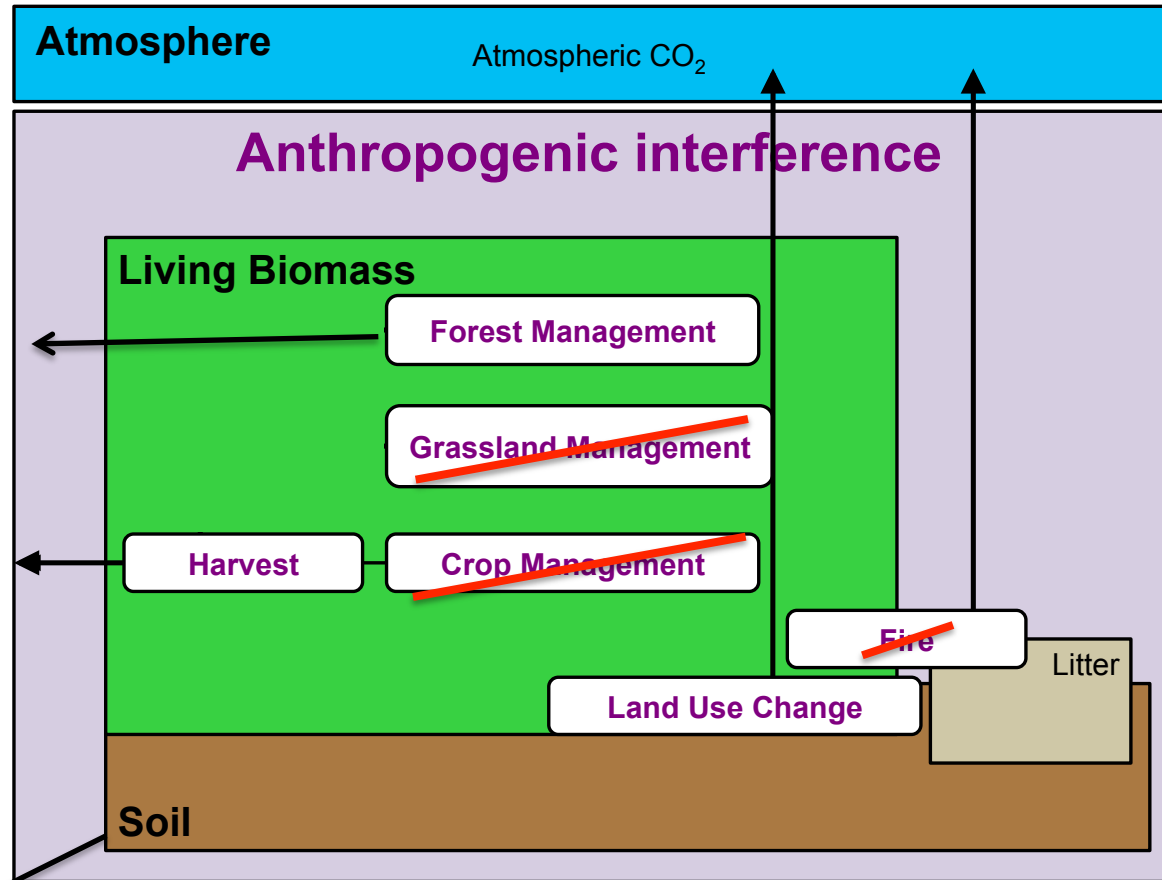 Atmosphere
Atmospheric CO₂
Anthropogenic interference
Living Biomass
Forest Management
Grassland Management
Harvest
Crop Management
Fire
Litter
Land Use Change
Soil